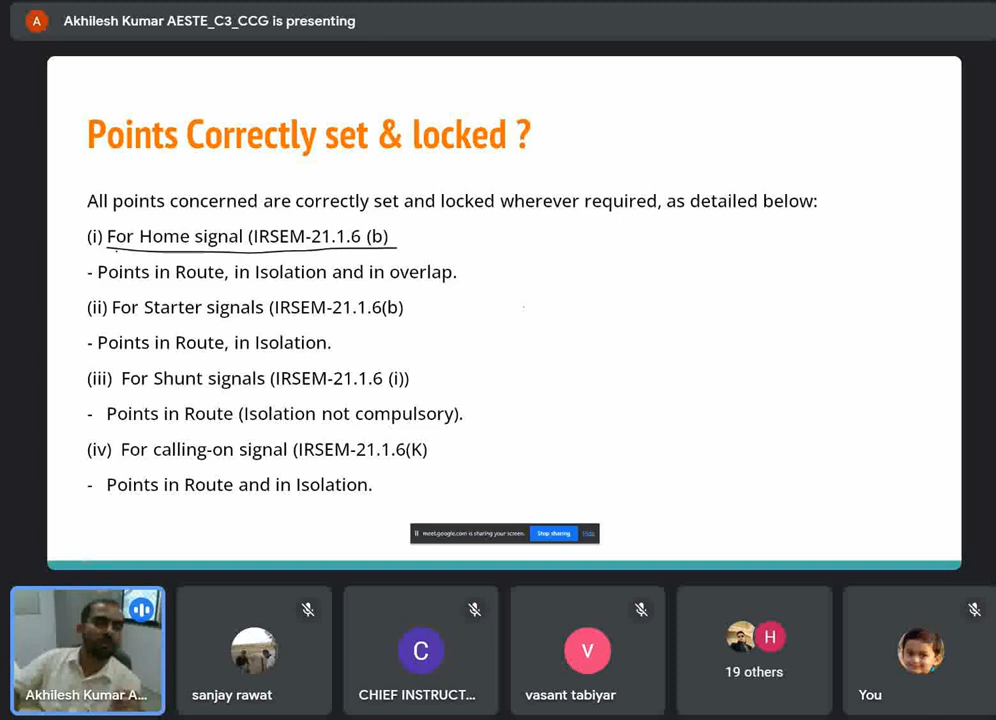 A Akhilesh Kumar AESTE_C3_CCG is presenting
Points Correctly set & locked ?
All points concerned are correctly set and locked wherever required, as detailed below:
(i) For Home signal (IRSEM-21.1.6 (b)
- Points in Route, in Isolation and in overlap.
(ii) For Starter signals (IRSEM-21.1.6(b)
- Points in Route, in Isolation.
(iii) For Shunt signals (IRSEM-21.1.6 (i))
- Points in Route (Isolation not compulsory).
(iv) For calling-on signal (IRSEM-21.1.6(K)
- Points in Route and in Isolation.
meet.google.com is sharing your screen. Stop sharing Hide
C V H
19 others
Akhilesh Kumar A... sanjay rawat CHIEF INSTRUCT... vasant tabiyar You